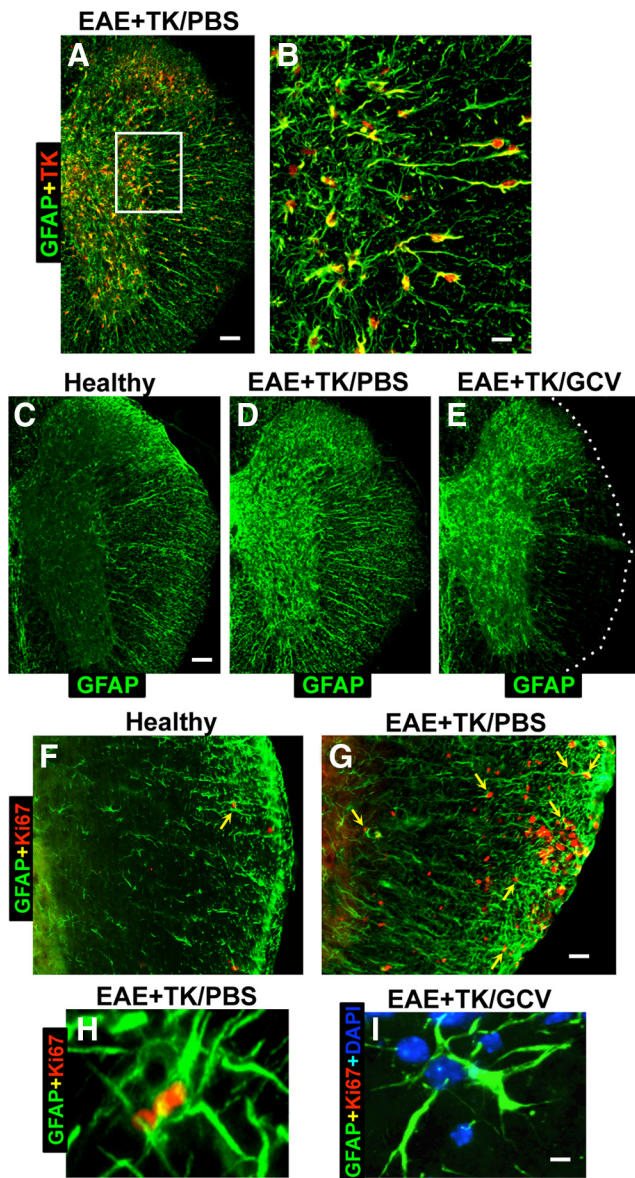 EAE+TK/PBS
A
B
GFAP+TK
Healthy
EAE+TK/PBS
EAE+TK/GCV
C
D
E
GFAP
GFAP
GFAP
Healthy
EAE+TK/PBS
F
G
GFAP+Ki67
EAE+TK/PBS
EAE+TK/GCV
H
I
GFAP+Ki67
GFAP+Ki67+DAPI